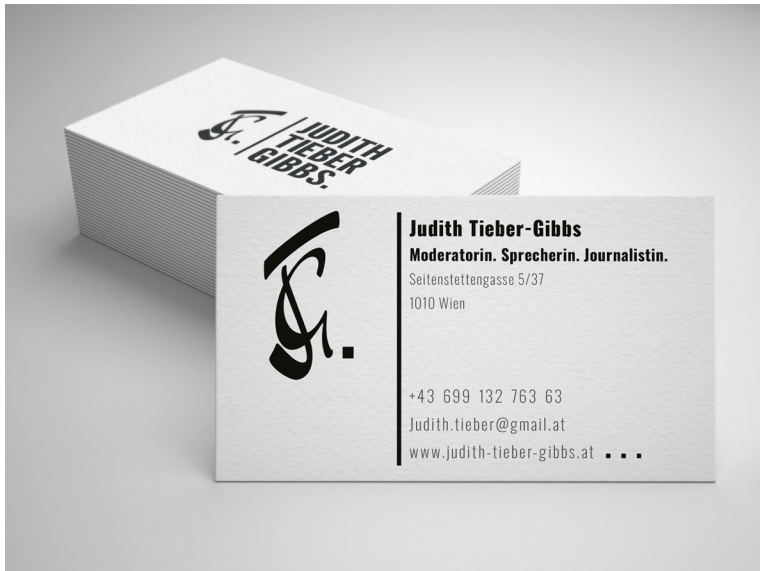 JUDITH
TIEBER
GIBBS.
Judith Tieber-Gibbs
Moderatorin. Sprecherin. Journalistin.
Seitenstettengasse 5/37
1010 Wien
+43 699 132 763 63
Judith.tieber@gmail.at
www.judith-tieber-gibbs.at